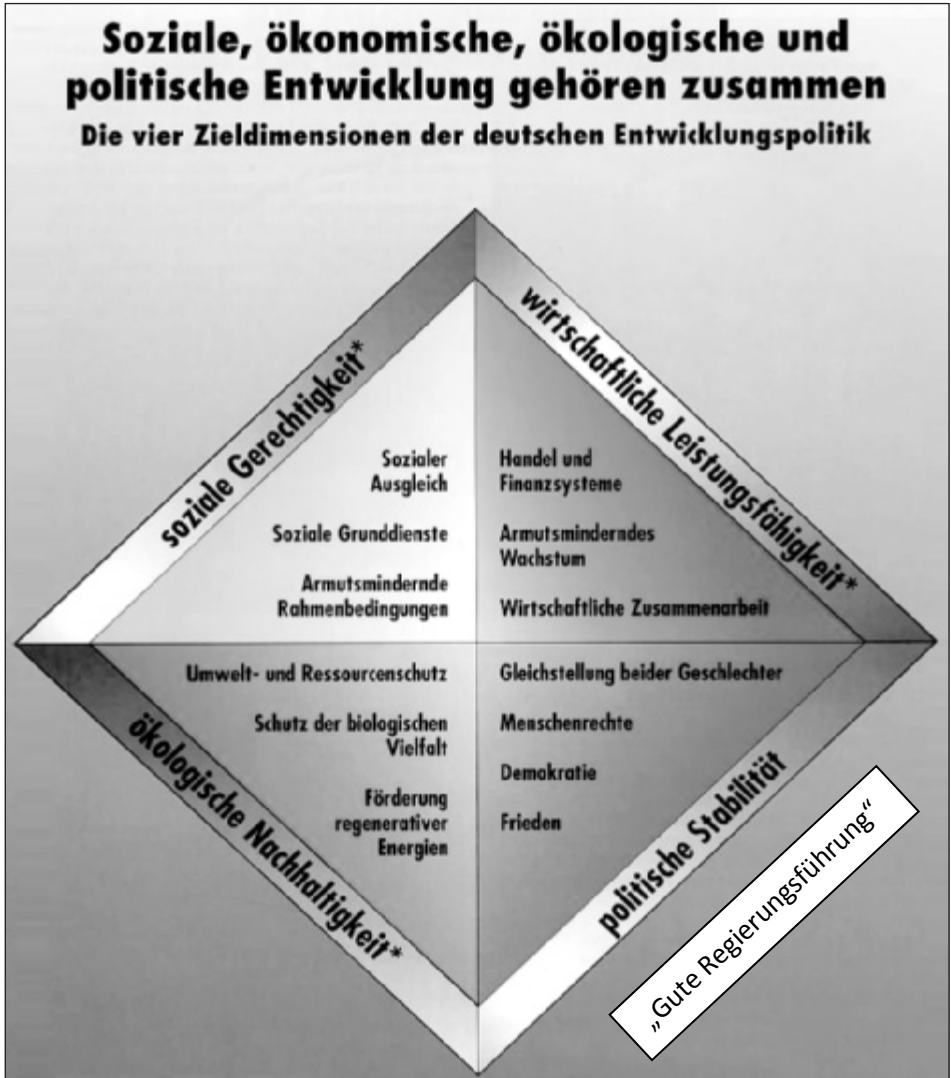 Soziale, ökonomische, ökologische und
politische Entwicklung gehören zusammen
Die vier Zieldimensionen der deutschen Entwicklungspolitik
soziale Gerechtigkeit*
wirtschaftliche Leistungsfähigkeit*
Sozialer
Ausgleich
Soziale Grunddienste
Armutsmindernde
Rahmenbedingungen
Handel und
Finanzsysteme
Armutsminderndes
Wachstum
Wirtschaftliche Zusammenarbeit
Umwelt- und Ressourcenschutz
Schutz der biologischen
Vielfalt
Förderung
regenerativer
Energien
Gleichstellung beider Geschlechter
Menschenrechte
Demokratie
Frieden
ökologische Nachhaltigkeit*
politische Stabilität
„Gute Regierungsführung“